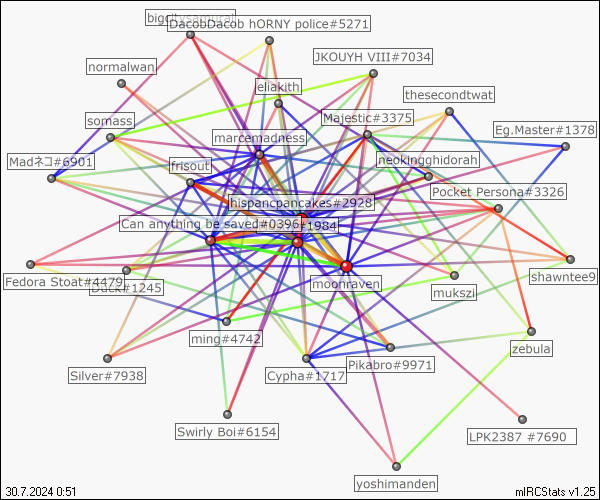 bigcitysamurai
DacobDacob hORNY police#5271
JKOUYH VIII#7034
normalwan
eliakith
thesecondtwat
somass
Majestic#3375
Eg.Master#1378
marcemadness
Madネコ#6901
frisout
neokingghidorah
Pocket Persona#3326
hispancpancakes#2928
Can anything be saved#0396
#1984
Fedora Stoat#4479
Duck#1245
moonraven
mukszi
shawntee9
ming#4742
zebula
Silver#7938
Cypha#1717
Pikabro#9971
Swirly Boi#6154
LPK2387 #7690
yoshimanden
30.7.2024 0:51
mIRCStats v1.25